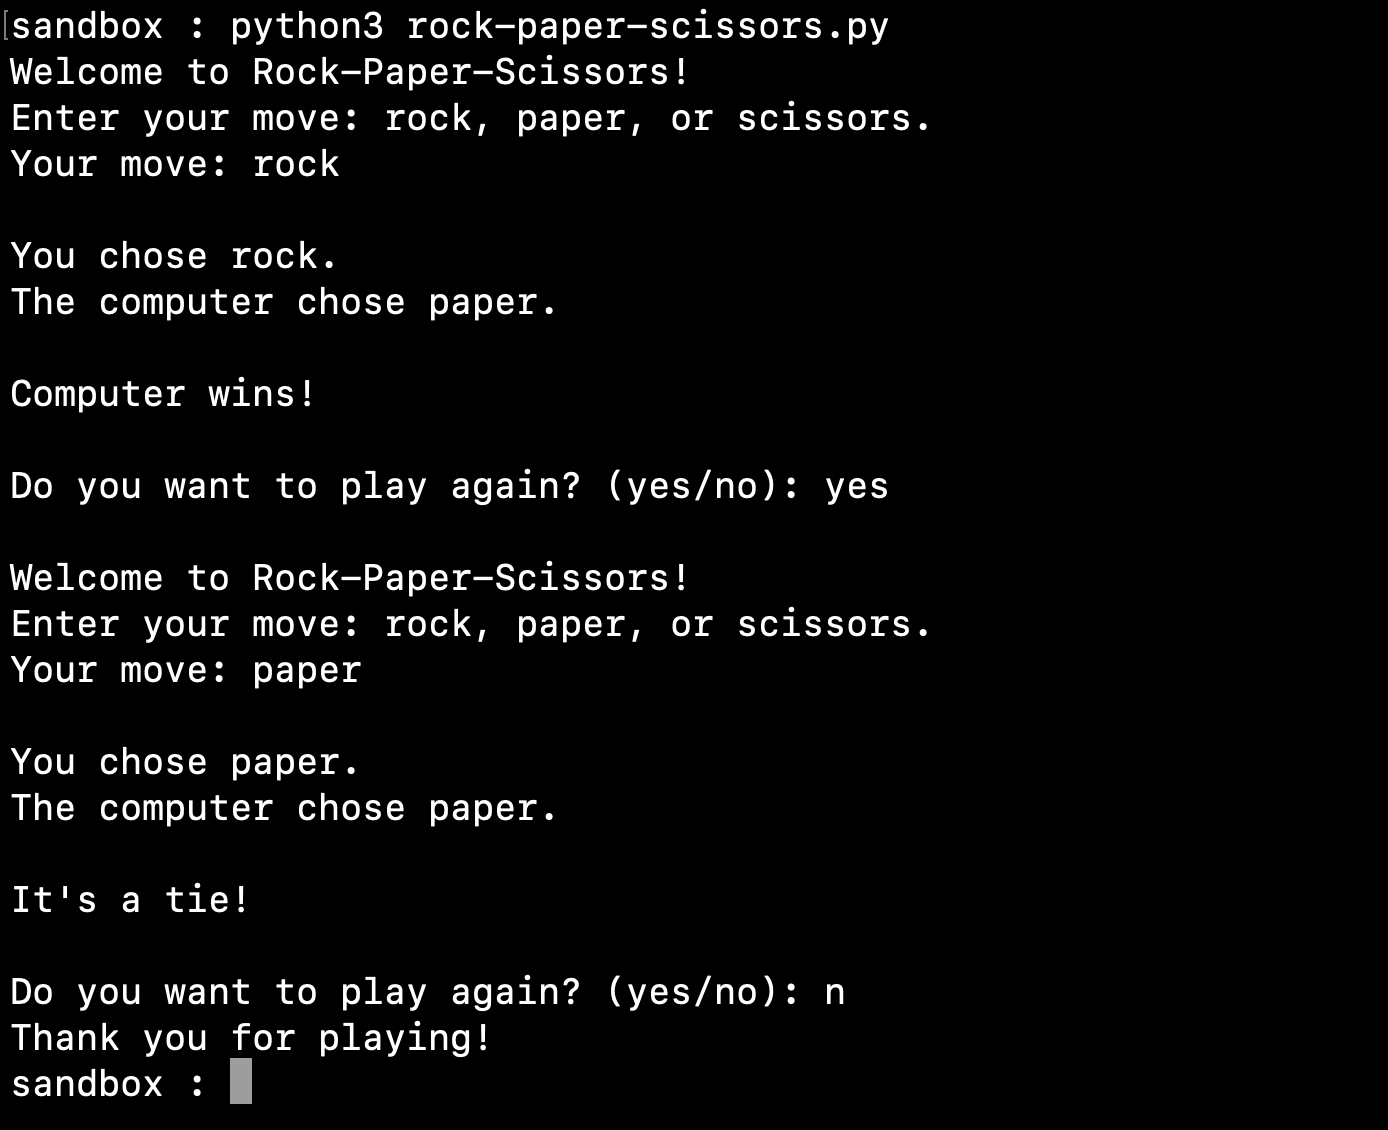 sandbox : python3 rock-paper-scissors.py
Welcome to Rock-Paper-Scissors!
Enter your move: rock, paper, or scissors.
Your move: rock
You chose rock.
The computer chose paper.
Computer wins!
Do you want to play again? (yes/no): yes
Welcome to Rock-Paper-Scissors!
Enter your move: rock, paper, or scissors.
Your move: paper
You chose paper.
The computer chose paper.
It's a tie!
Do you want to play again? (yes/no): n
Thank you for playing!
sandbox :